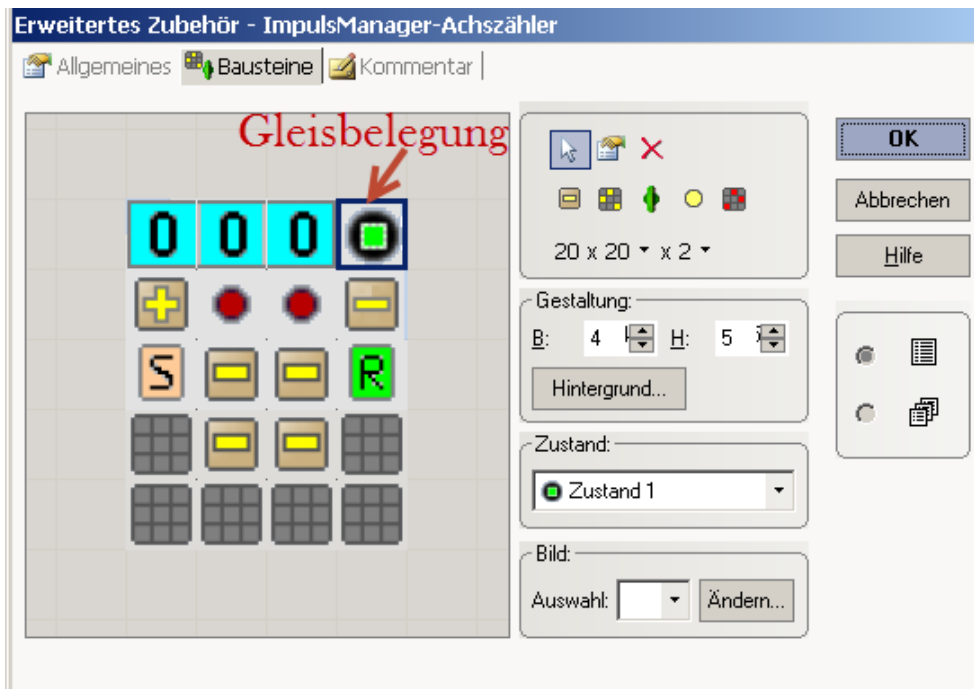 Erweitertes Zubehör - ImpulsManager-Achszähler
Allgemeines Bausteine Kommentar
Gleisbelegung
0 0 0
S R
20 x 20 x 2
Gestaltung:
B: 4 H: 5
Hintergrund...
Zustand:
Zustand 1
Bild:
Auswahl: Ändern...
OK
Abbrechen
Hilfe